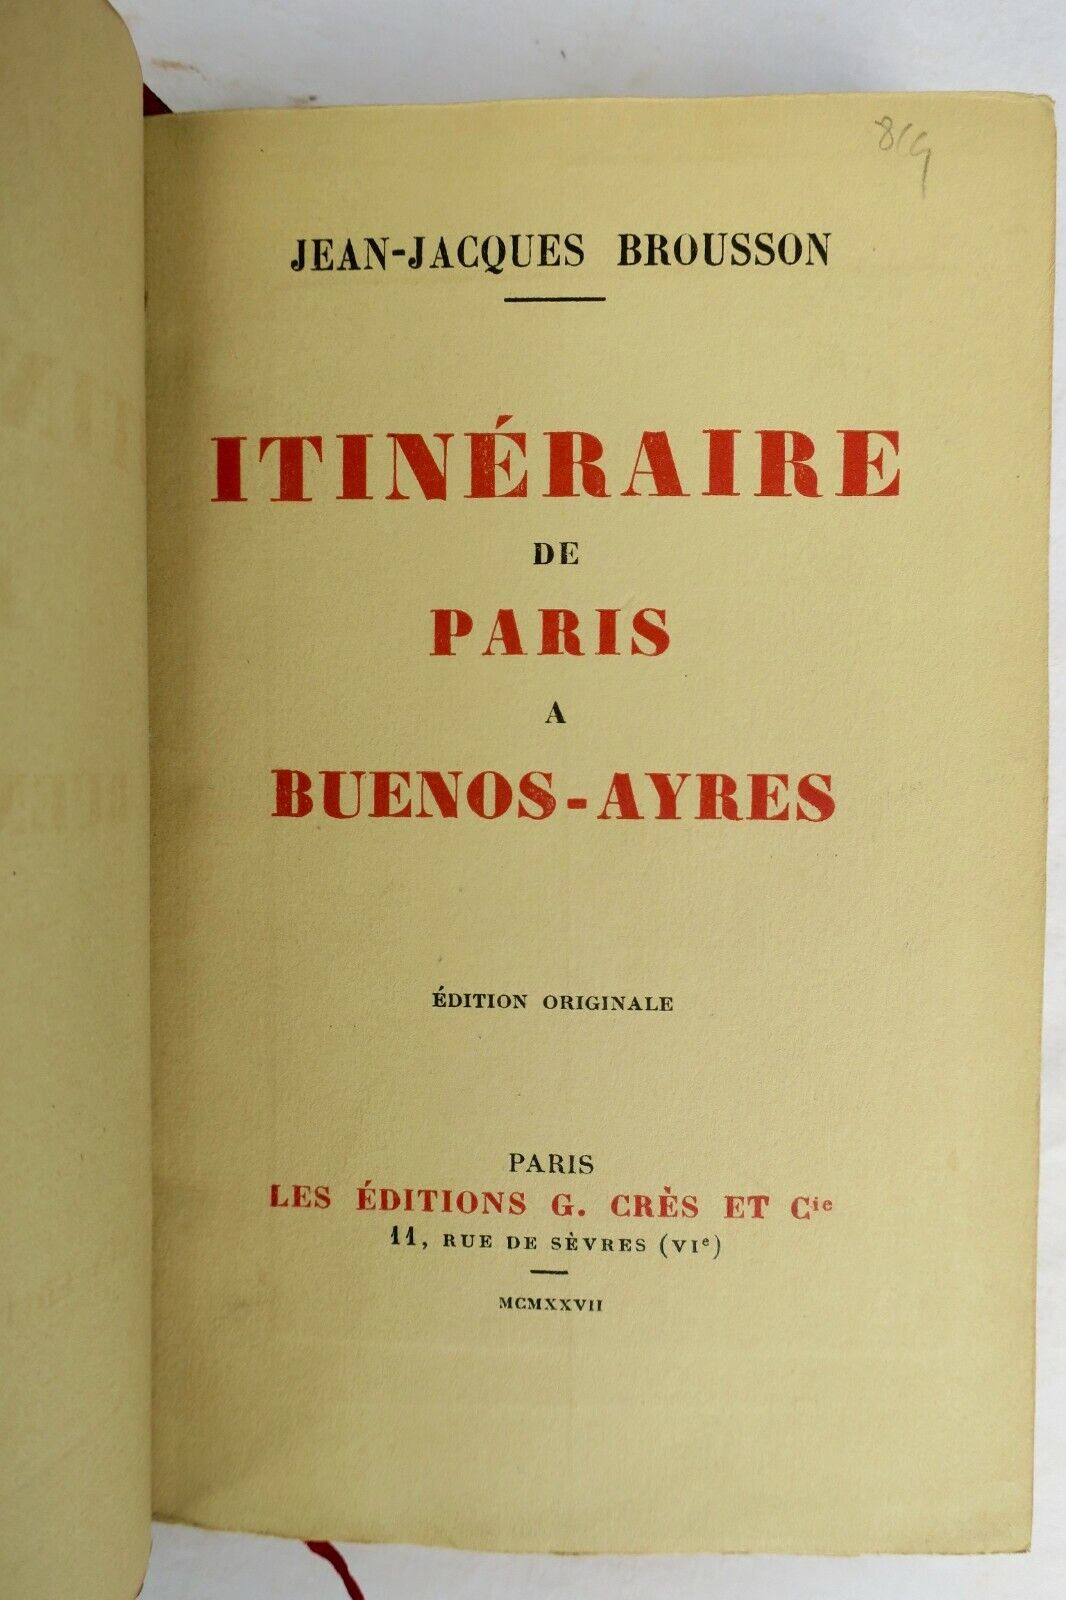 JEAN-JACQUES BROUSSON
ITINÉRAIRE
DE
PARIS
A
BUENOS-AYRES
ÉDITION ORIGINALE
PARIS
LES ÉDITIONS G. CRÈS ET Cie
11, RUE DE SÈVRES (VIe)
MCMXXVII